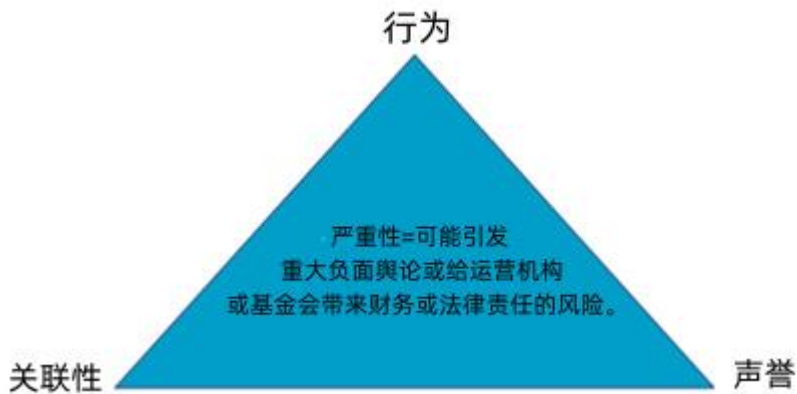 行为
严重性=可能引发
重大负面舆论或给运营机构
或基金会带来财务或法律责任的风险。
关联性
声誉